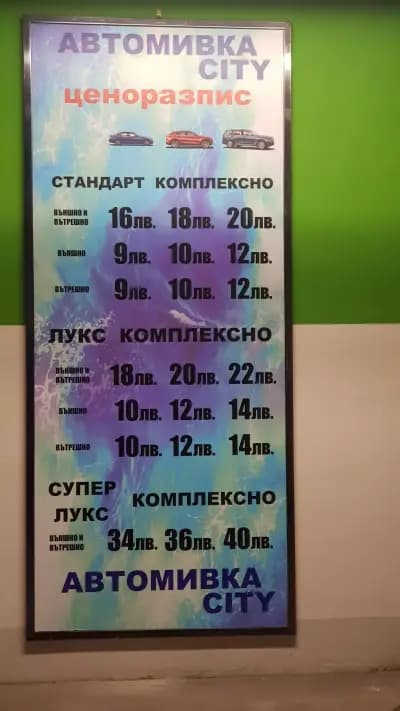 АВТОМИВКА
CITY
ценоразпис
СТАНДАРТ КОМПЛЕКСНО
ВЪНШНО И
ВЪТРЕШНО
16лв. 18лв. 20лв.
ВЪНШНО
9лв. 10лв. 12лв.
ВЪТРЕШНО
9лв. 10лв. 12лв.
ЛУКС КОМПЛЕКСНО
ВЪНШНО И
ВЪТРЕШНО
18лв. 20лв. 22лв.
ВЪНШНО
10лв. 12лв. 14лв.
ВЪТРЕШНО
10лв. 12лв. 14лв.
СУПЕР
ЛУКС
КОМПЛЕКСНО
ВЪНШНО И
ВЪТРЕШНО
34лв. 36лв. 40лв.
АВТОМИВКА
CITY